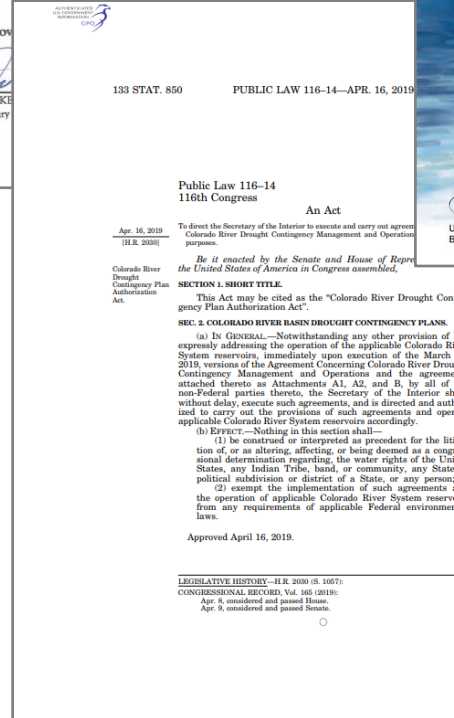 AUTHENTICATED
U.S. GOVERNMENT
INFORMATION
GPO
133 STAT. 850 PUBLIC LAW 116–14—APR. 16, 2019
Public Law 116–14
116th Congress
An Act
Apr. 16, 2019
[H.R. 2030]
To direct the Secretary of the Interior to execute and carry out
Colorado River Drought Contingency Management and Operation
purposes.
Colorado River
Drought
Contingency Plan
Authorization
Act.
Be it enacted by the Senate and House of
the United States of America in Congress assembled,
SECTION 1. SHORT TITLE.
This Act may be cited as the “Colorado River Drought
gency Plan Authorization Act”.
SEC. 2. COLORADO RIVER BASIN DROUGHT CONTINGENCY PLANS.
(a) IN GENERAL.—Notwithstanding any other provision of
expressly addressing the operation of the applicable Colorado
System reservoirs, immediately upon execution of the March
2019, versions of the Agreement Concerning Colorado River
Contingency Management and Operations and the
attached thereto as Attachments A1, A2, and B, by all of
non-Federal parties thereto, the Secretary of the Interior
without delay, execute such agreements, and is directed and
ized to carry out the provisions of such agreements and
applicable Colorado River System reservoirs accordingly.
(b) EFFECT.—Nothing in this section shall—
(1) be construed or interpreted as precedent for the
tion of, or as altering, affecting, or being deemed as a
sional determination regarding, the water rights of the
States, any Indian Tribe, band, or community, any State
political subdivision or district of a State, or any person;
(2) exempt the implementation of such agreements
the operation of applicable Colorado River System
from any requirements of applicable Federal
laws.
Approved April 16, 2019.
LEGISLATIVE HISTORY—H.R. 2030 (S. 1057):
CONGRESSIONAL RECORD, Vol. 165 (2019):
Apr. 8, considered and passed House.
Apr. 9, considered and passed Senate.